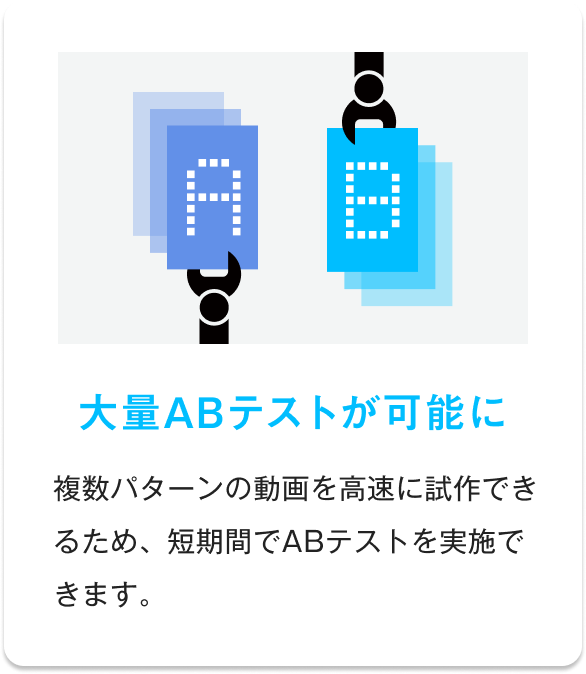 A
B
大量ABテストが可能に
複数パターンの動画を高速に試作でき
るため、短期間でABテストを実施で
きます。